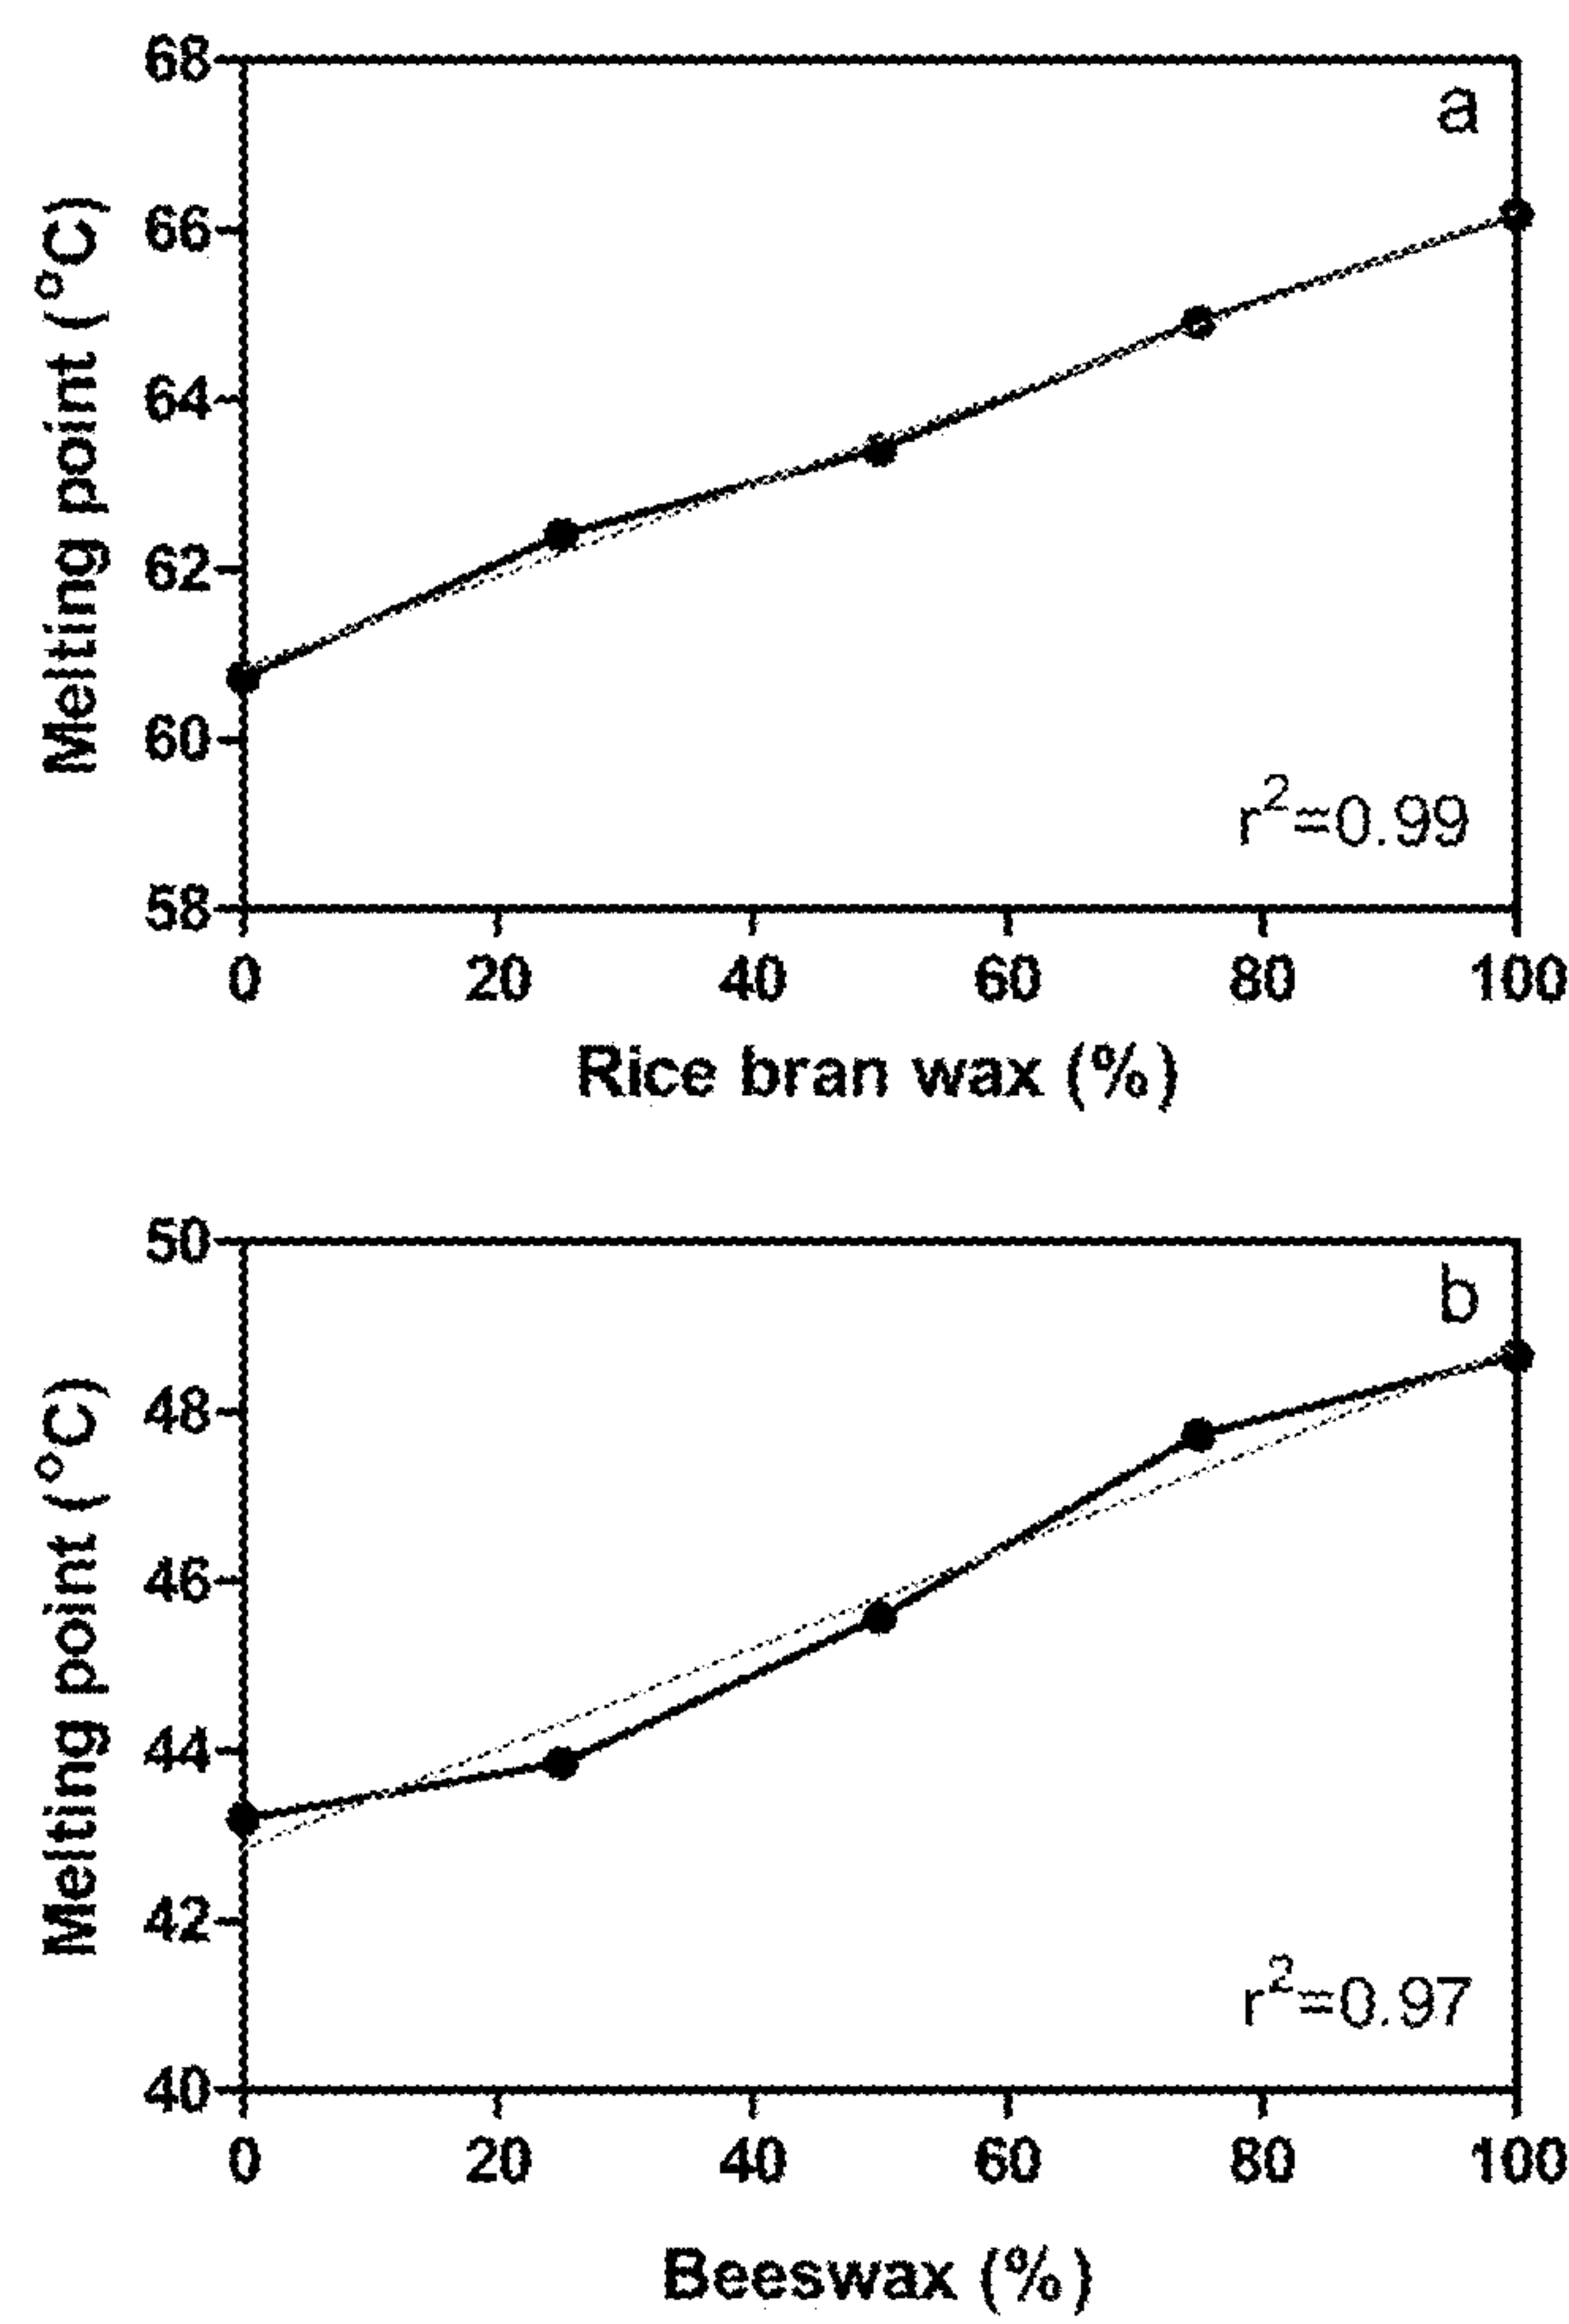 68
a
66
64
62
60
58
Melting point (°C)
r²=0.99
0 20 40 60 80 100
Rice bran wax (%)
50
b
48
46
44
42
40
Melting point (°C)
r²=0.97
0 20 40 60 80 100
Beeswax (%)